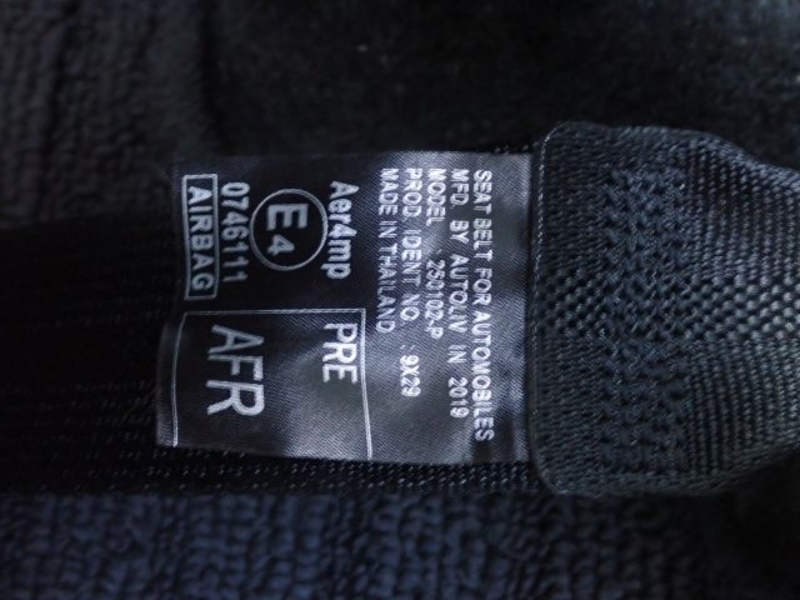 SEAT BELT FOR AUTOMOBILES
MFD. BY AUTOLIV IN 2019
MODEL : 250102-P
PROD. IDENT NO. : 9X29
MADE IN THAILAND
Aer4mp
E4
0746111
AIRBAG
PRE
AFR